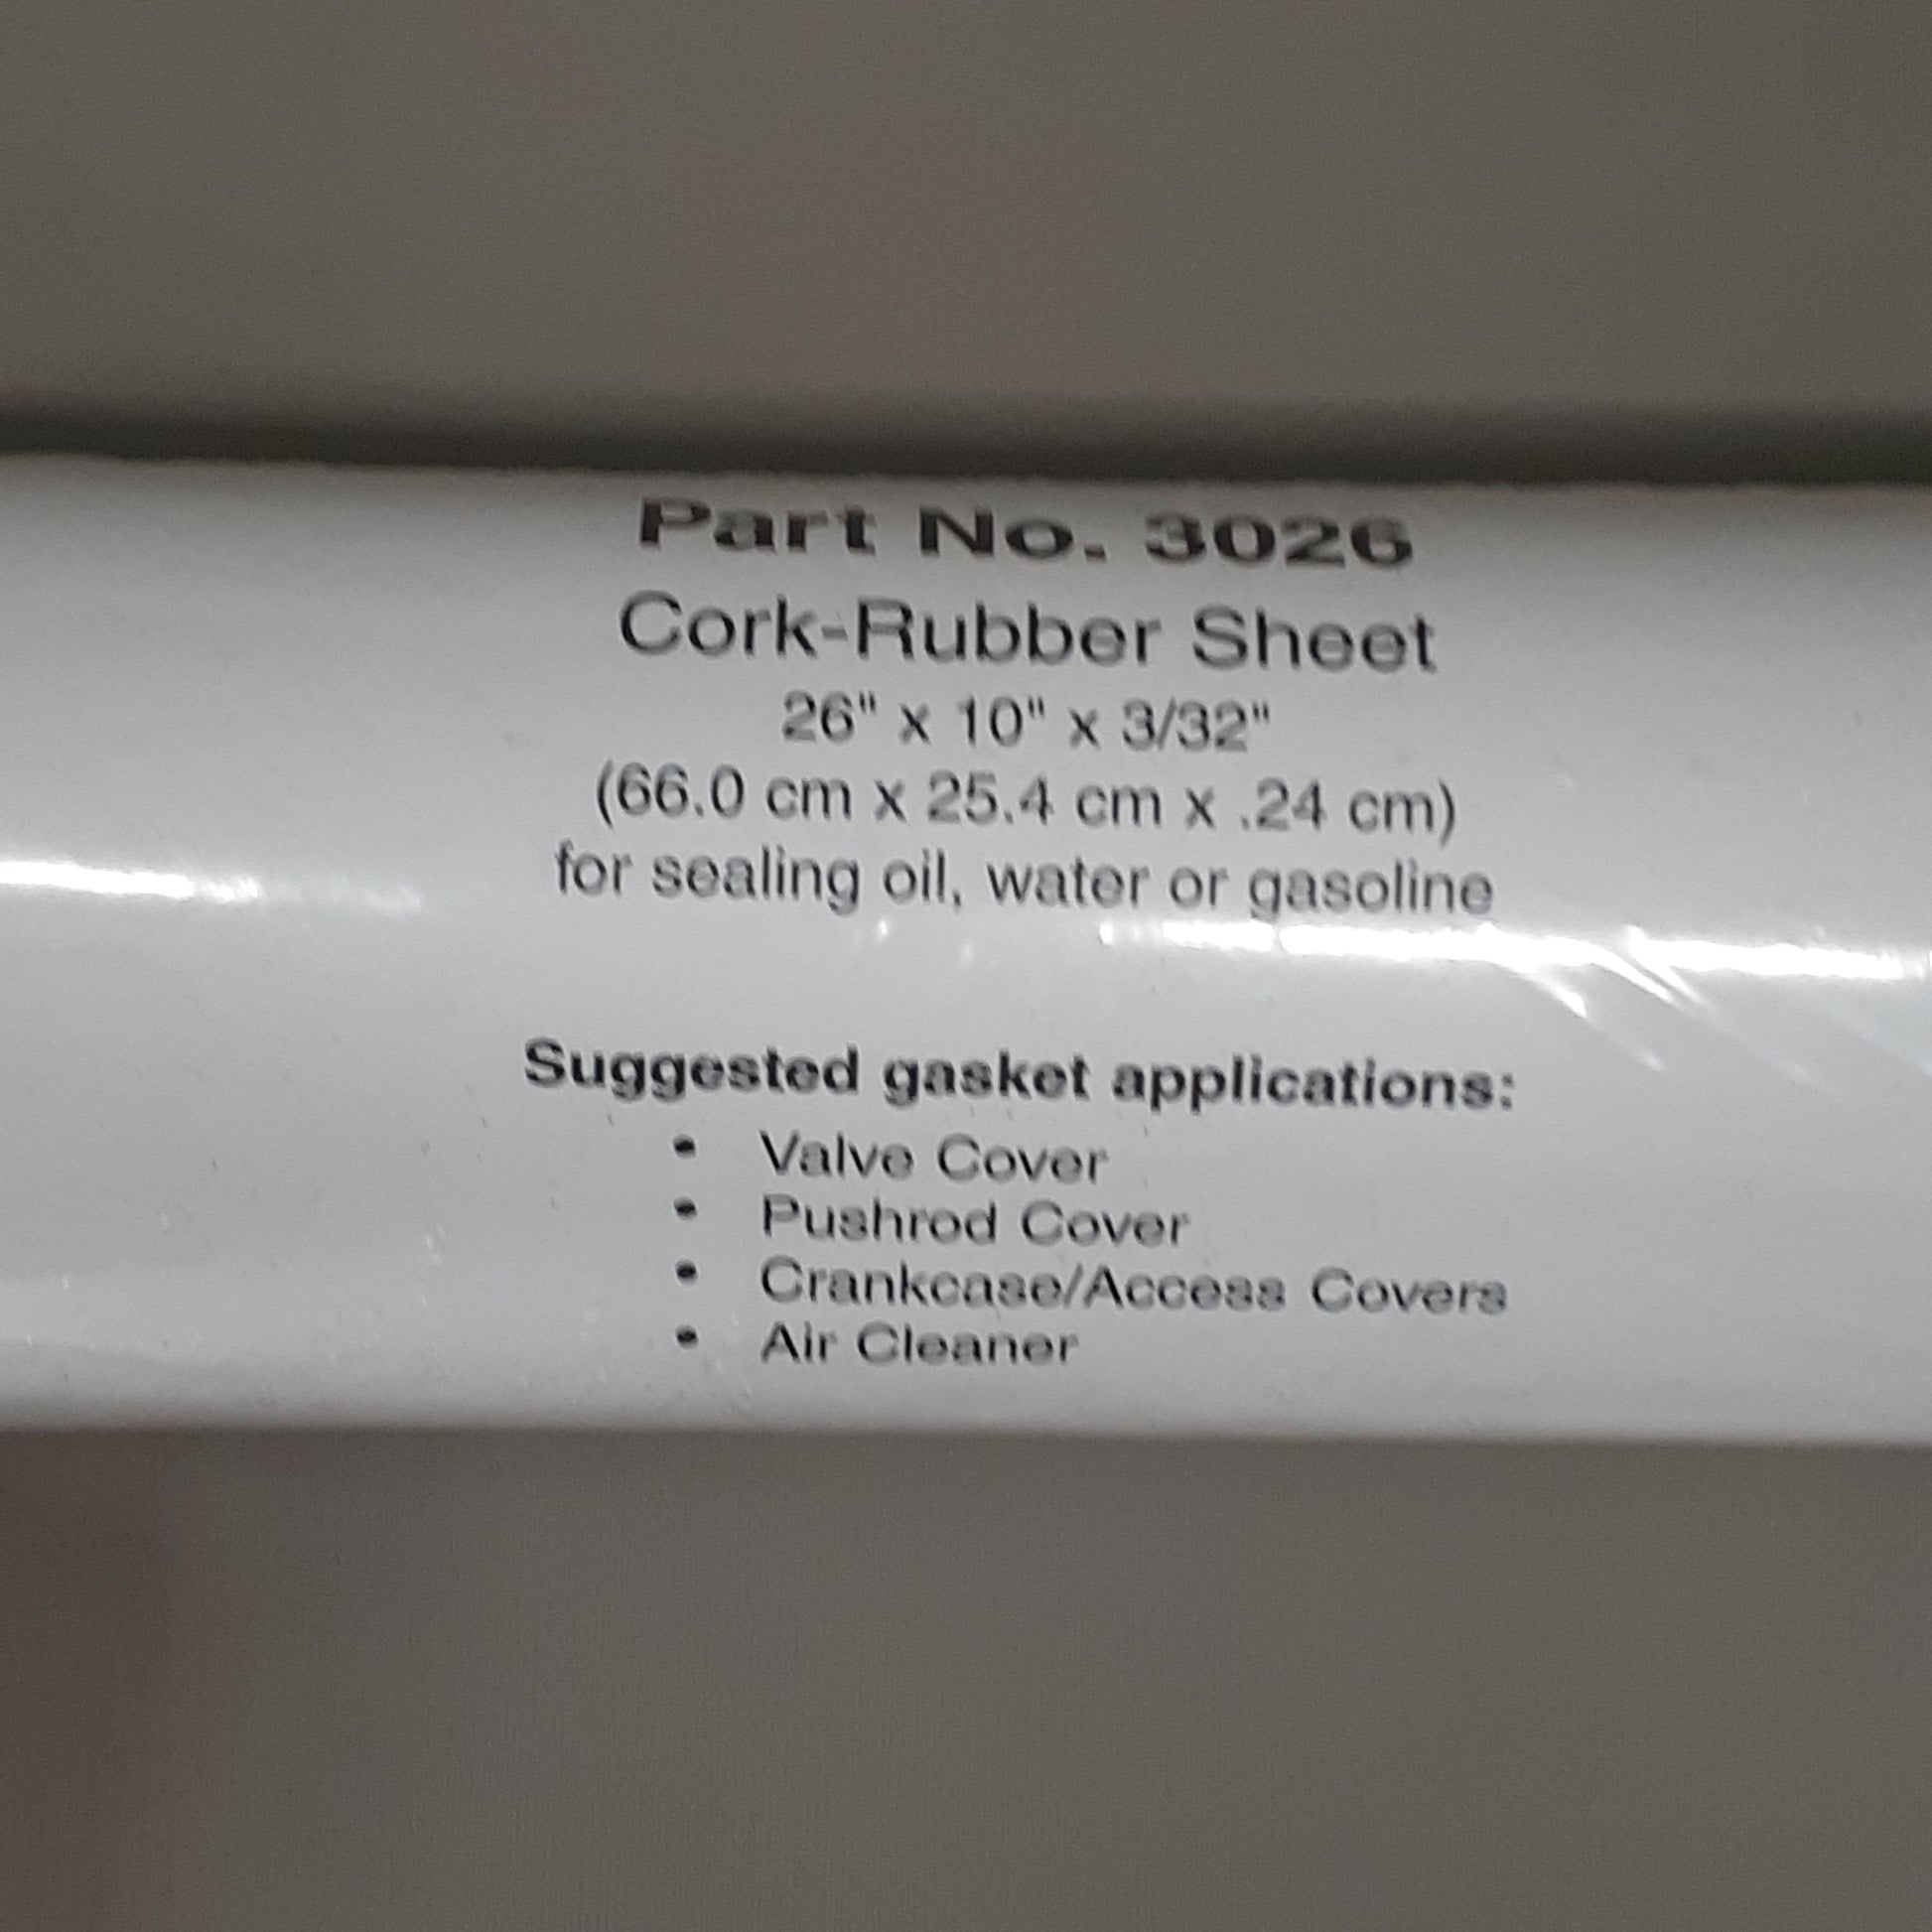 Part No. 3026
Cork-Rubber Sheet
26" x 10" x 3/32"
(66.0 cm x 25.4 cm x .24 cm)
for sealing oil, water or gasoline
Suggested gasket applications:
• Valve Cover
• Pushrod Cover
• Crankcase/Access Covers
• Air Cleaner